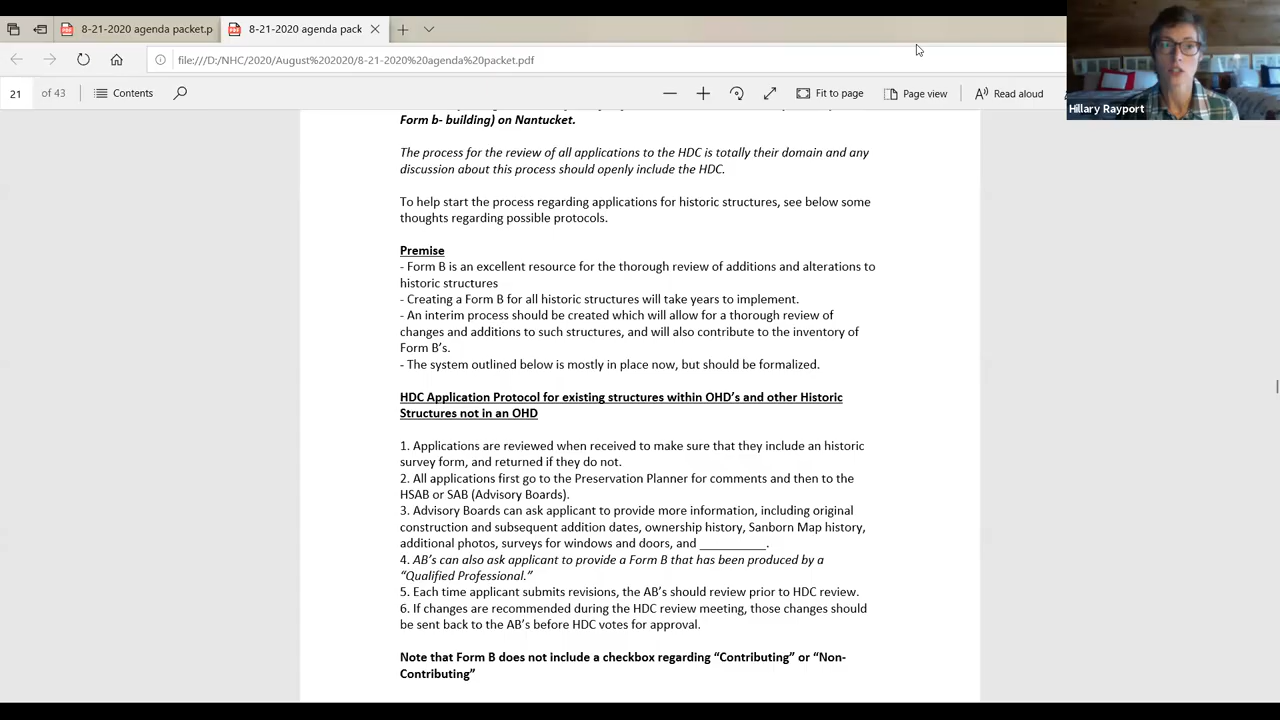 8-21-2020 agenda packet.p
8-21-2020 agenda pack
file:///D:/NHC/2020/August%202020/8-21-2020%20agenda%20packet.pdf
21 of 43 Contents Fit to page Page view Read aloud
Hillary Rayport
Form b- building) on Nantucket.
The process for the review of all applications to the HDC is totally their domain and any
discussion about this process should openly include the HDC.
To help start the process regarding applications for historic structures, see below some
thoughts regarding possible protocols.
Premise
- Form B is an excellent resource for the thorough review of additions and alterations to
historic structures
- Creating a Form B for all historic structures will take years to implement.
- An interim process should be created which will allow for a thorough review of
changes and additions to such structures, and will also contribute to the inventory of
Form B's.
- The system outlined below is mostly in place now, but should be formalized.
HDC Application Protocol for existing structures within OHD's and other Historic
Structures not in an OHD
1. Applications are reviewed when received to make sure that they include an historic
survey form, and returned if they do not.
2. All applications first go to the Preservation Planner for comments and then to the
HSAB or SAB (Advisory Boards).
3. Advisory Boards can ask applicant to provide more information, including original
construction and subsequent addition dates, ownership history, Sanborn Map history,
additional photos, surveys for windows and doors, and __________.
4. AB's can also ask applicant to provide a Form B that has been produced by a
“Qualified Professional.”
5. Each time applicant submits revisions, the AB's should review prior to HDC review.
6. If changes are recommended during the HDC review meeting, those changes should
be sent back to the AB's before HDC votes for approval.
Note that Form B does not include a checkbox regarding “Contributing” or “Non-
Contributing”